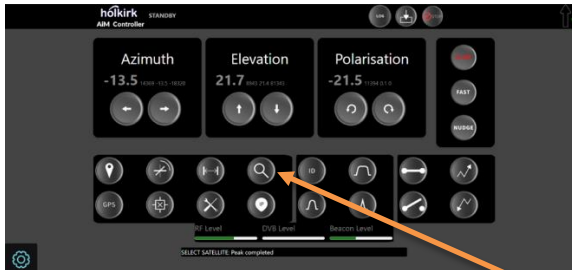 holkirk STANDBY
AiM Controller
LOG
Azimuth
-13.5
Elevation
21.7
Polarisation
-21.5
FAST
NUDGE
ID
GPS
RF Level
DVB Level
Beacon Level
SELECT SATELLITE: Peak completed